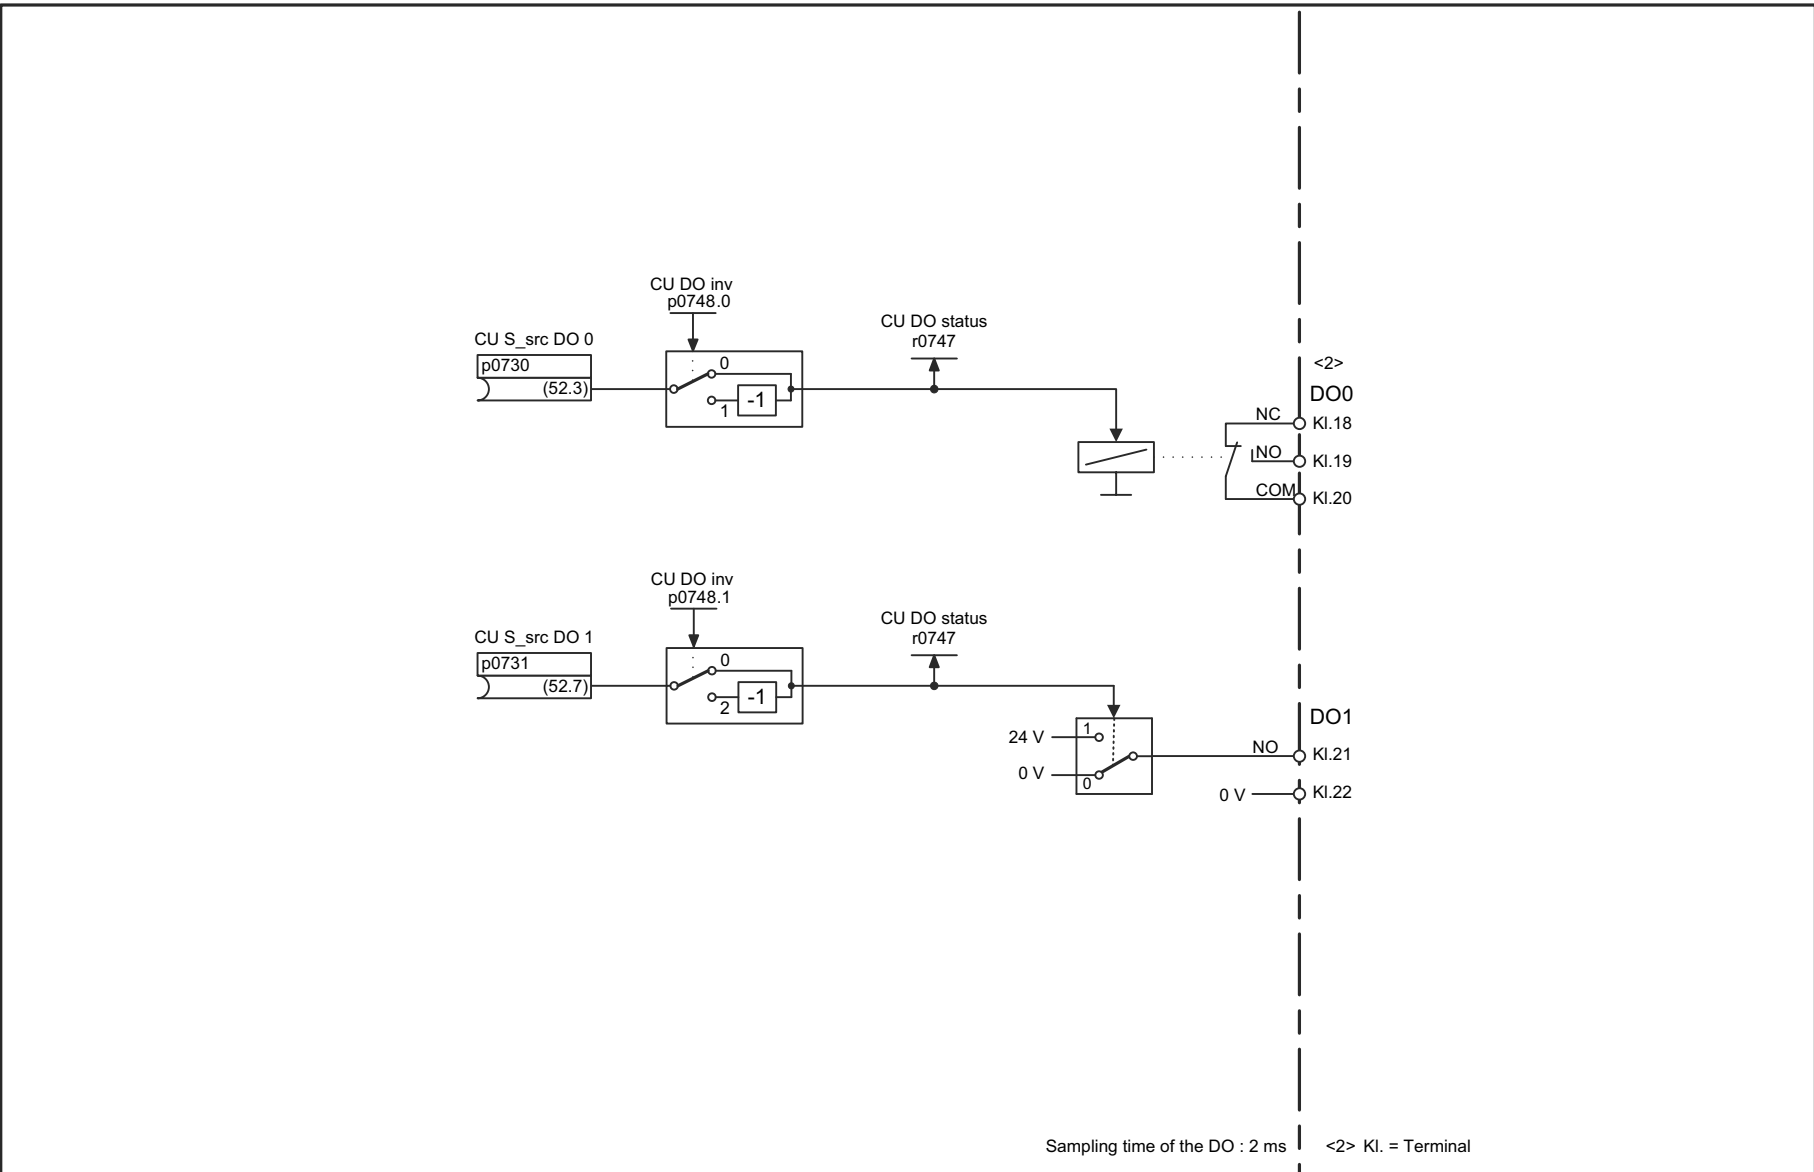 CU DO inv
p0748.0
CU S_src DO 0
p0730
(52.3)
0
1
-1
CU DO status
r0747
<2>
DO0
NC
Kl.18
NO
Kl.19
COM
Kl.20
CU DO inv
p0748.1
CU S_src DO 1
p0731
(52.7)
0
2
-1
CU DO status
r0747
24 V
1
0 V
0
DO1
NO
Kl.21
0 V
Kl.22
Sampling time of the DO : 2 ms
<2> Kl. = Terminal